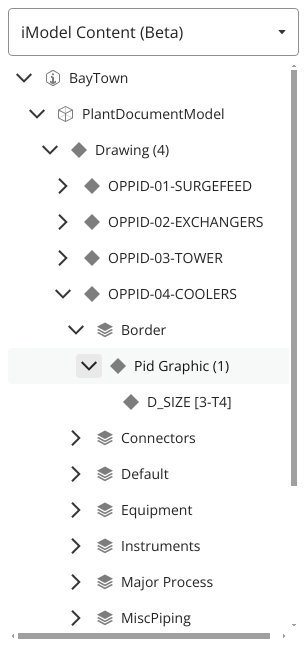 iModel Content (Beta)
BayTown
PlantDocumentModel
Drawing (4)
OPPID-01-SURGEFEED
OPPID-02-EXCHANGERS
OPPID-03-TOWER
OPPID-04-COOLERS
Border
Pid Graphic (1)
D_SIZE [3-T4]
Connectors
Default
Equipment
Instruments
Major Process
MiscPiping